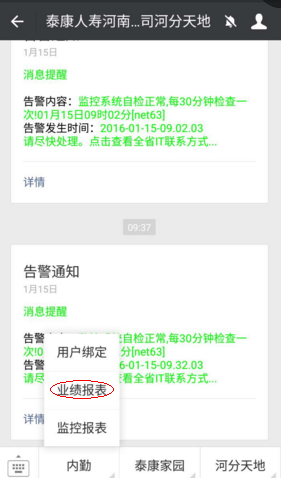 泰康人寿河南...司河分天地
1月15日
消息提醒
告警内容：监控系统自检正常,每30分钟检查一
次!01月15日09时02分[net63]
告警发生时间：2016-01-15-09.02.03
请尽快处理。点击查看全省IT联系方式...
详情
09:37
告警通知
1月15日
消息提醒
告警
系统自检正常,每30分钟检查一
次!0
分[net63]
告警
16-01-15-09.32.03
请尽
查看全省IT联系方式...
详情
用户绑定
业绩报表
监控报表
内勤
泰康家园
河分天地